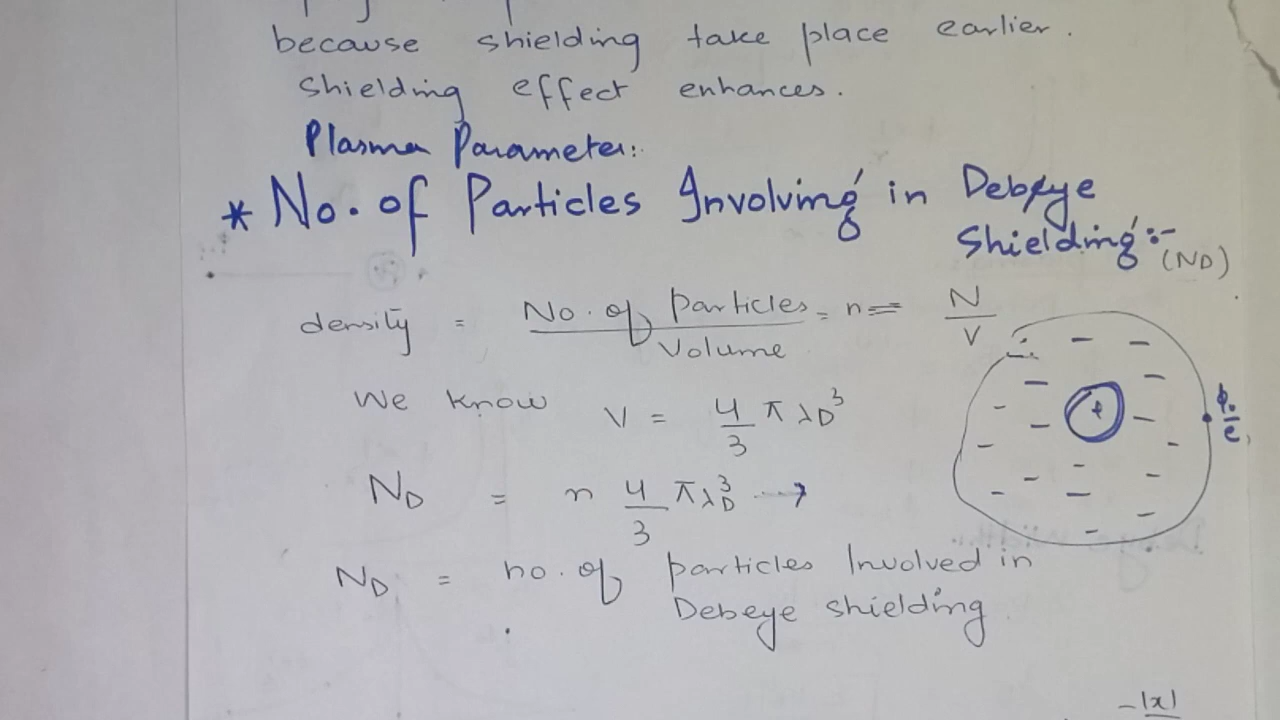 because shielding take place earlier.
shielding effect enhances.
Plasma Parameter:
* No. of Particles Involving in Debye
Shielding:- (ND)
density = No. of particles / Volume = n = N / V
We know V = 4/3 π λD³
ND = n 4/3 π λD³ ⇢
+
ϕ₀/e
ND = no. of particles Involved in
Debeye shielding
-|x|